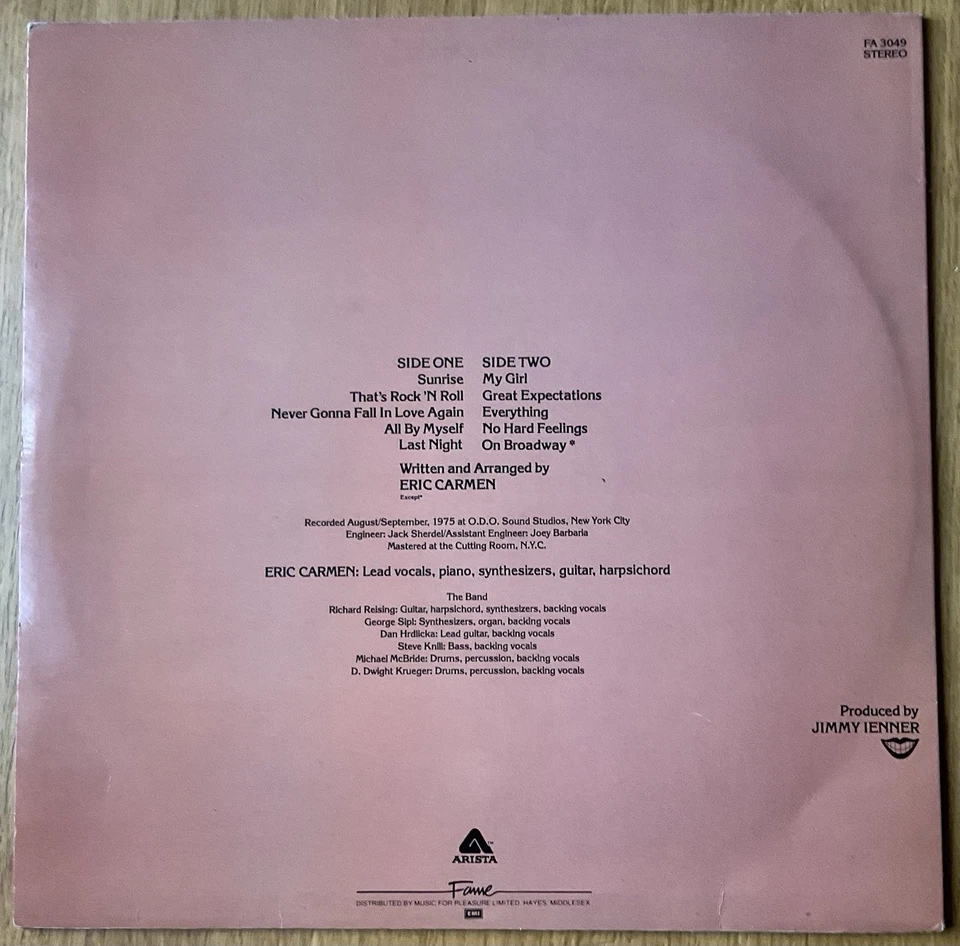 FA 3049
STEREO
SIDE ONE
Sunrise
That's Rock 'N Roll
Never Gonna Fall In Love Again
All By Myself
Last Night
SIDE TWO
My Girl
Great Expectations
Everything
No Hard Feelings
On Broadway *
Written and Arranged by
ERIC CARMEN
Except*
Recorded August/September, 1975 at O.D.O. Sound Studios, New York City
Engineer: Jack Sherdel/Assistant Engineer: Joey Barbaria
Mastered at the Cutting Room, N.Y.C.
ERIC CARMEN: Lead vocals, piano, synthesizers, guitar, harpsichord
The Band
Richard Reising: Guitar, harpsichord, synthesizers, backing vocals
George Sipl: Synthesizers, organ, backing vocals
Dan Hrdlicka: Lead guitar, backing vocals
Steve Knill: Bass, backing vocals
Michael McBride: Drums, percussion, backing vocals
D. Dwight Krueger: Drums, percussion, backing vocals
Produced by
JIMMY IENNER
ARISTA
Fame
DISTRIBUTED BY MUSIC FOR PLEASURE LIMITED. HAYES. MIDDLESEX
EMI